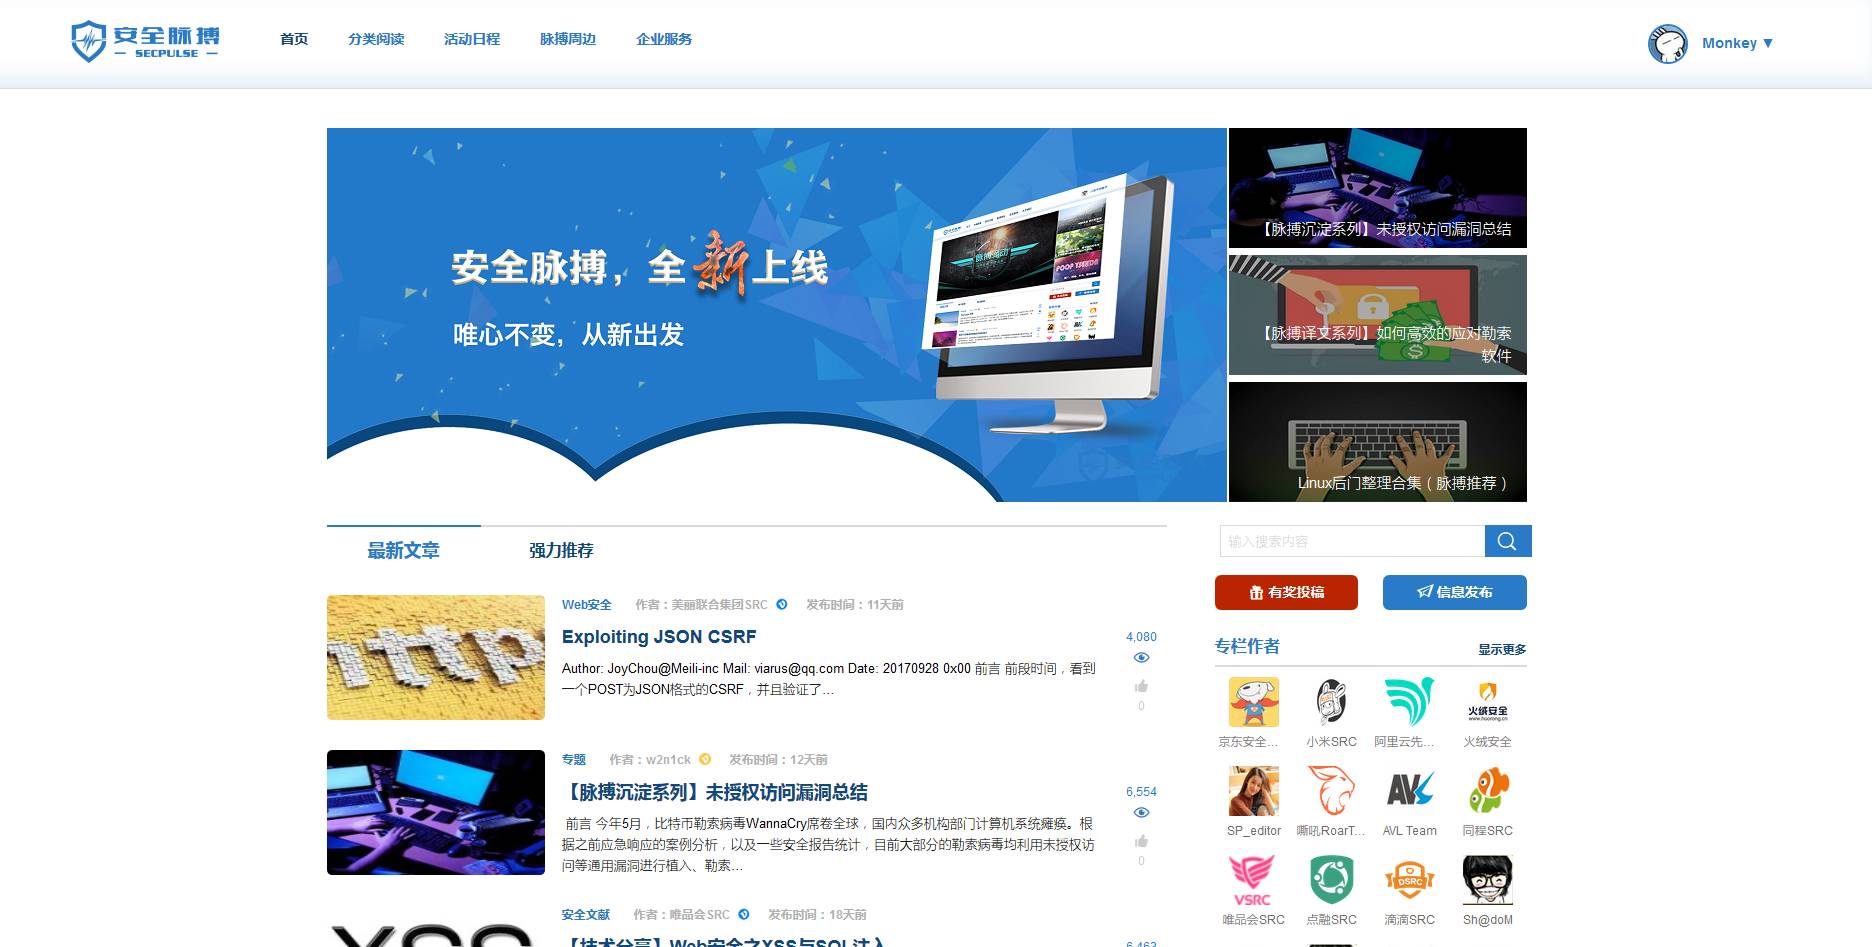 安全脉搏
SECPULSE
首页
分类阅读
活动日程
脉搏周边
企业服务
Monkey ▼
安全脉搏，全新上线
唯心不变，从新出发
【脉搏沉淀系列】未授权访问漏洞总结
【脉搏译文系列】如何高效的应对勒索
软件
Linux后门整理合集（脉搏推荐）
最新文章
强力推荐
输入搜索内容
有奖投稿
信息发布
Web安全 作者：美丽联合集团SRC 发布时间：11天前
Exploiting JSON CSRF
Author: JoyChou@Meili-inc Mail: viarus@qq.com Date: 20170928 0x00 前言 前段时间，看到
一个POST为JSON格式的CSRF，并且验证了...
4,080
0
http
专题 作者：w2n1ck 发布时间：12天前
【脉搏沉淀系列】未授权访问漏洞总结
前言 今年5月，比特币勒索病毒WannaCry席卷全球，国内众多机构部门计算机系统瘫痪。根
据之前应急响应的案例分析，以及一些安全报告统计，目前大部分的勒索病毒均利用未授权访
问等通用漏洞进行植入、勒索...
6,554
0
安全文献 作者：唯品会SRC 发布时间：18天前
【技术分享】Web安全之XSS与SQL注入
6,463
XSS
专栏作者
显示更多
火绒安全
www.huorong.cn
京东安全...
小米SRC
阿里云先...
火绒安全
AVL
SP_editor
嘶吼RoarT...
AVL Team
同程SRC
VSRC
DSRC
唯品会SRC
点融SRC
滴滴SRC
Sh@doM